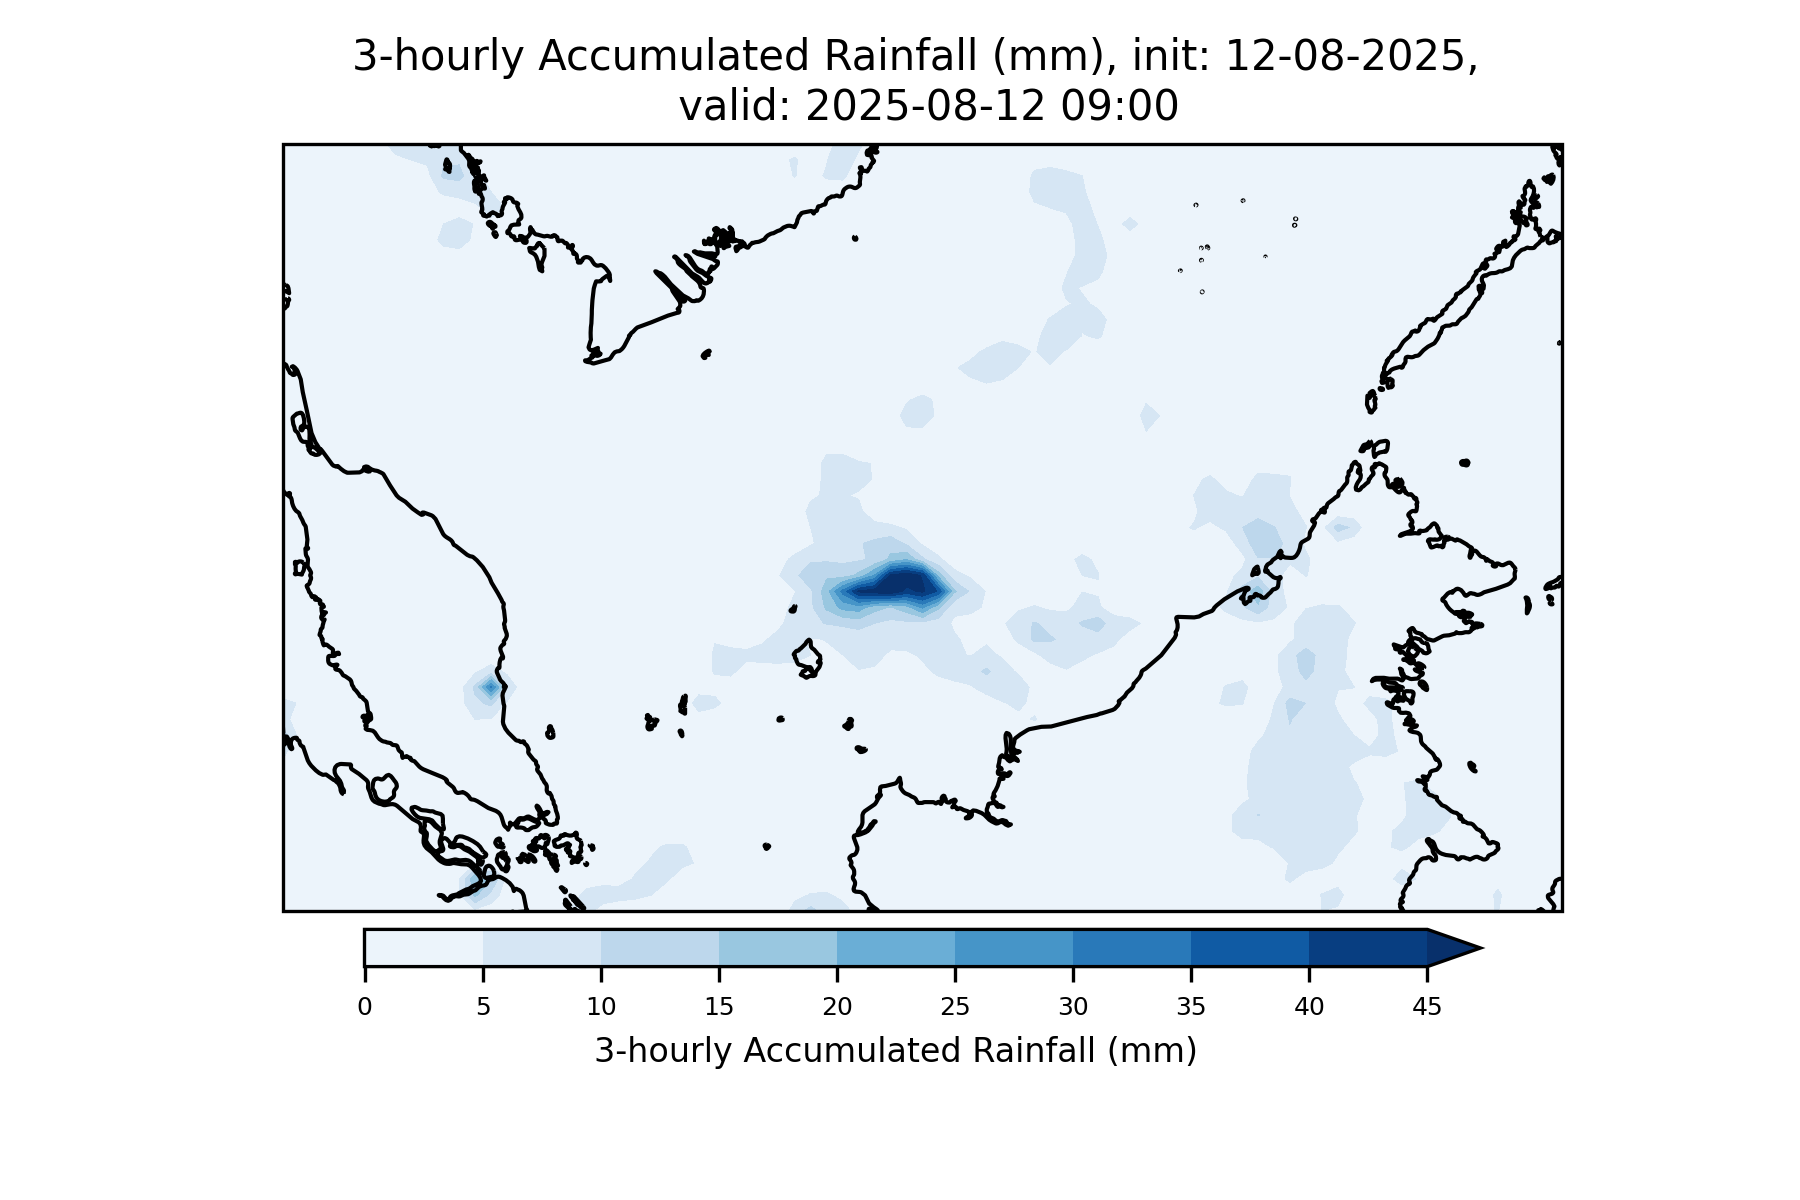 3-hourly Accumulated Rainfall (mm), init: 12-08-2025,
valid: 2025-08-12 09:00
0 5 10 15 20 25 30 35 40 45
3-hourly Accumulated Rainfall (mm)